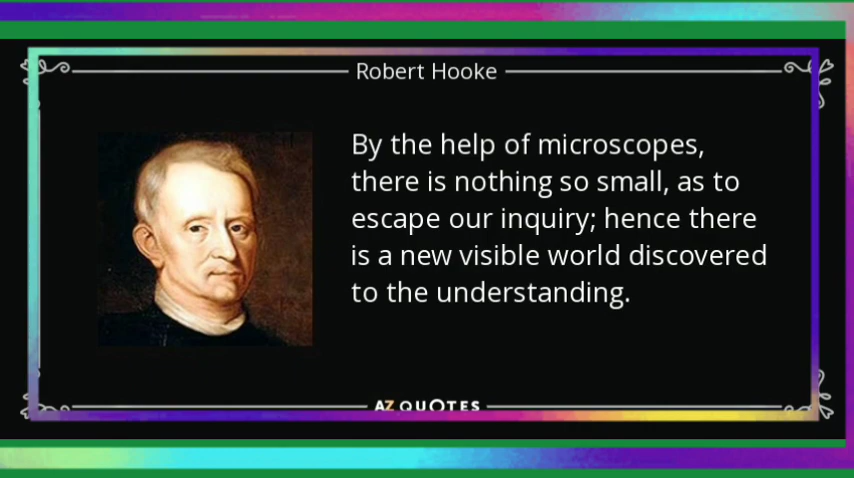 Robert Hooke
By the help of microscopes,
there is nothing so small, as to
escape our inquiry; hence there
is a new visible world discovered
to the understanding.
AZ QUOTES